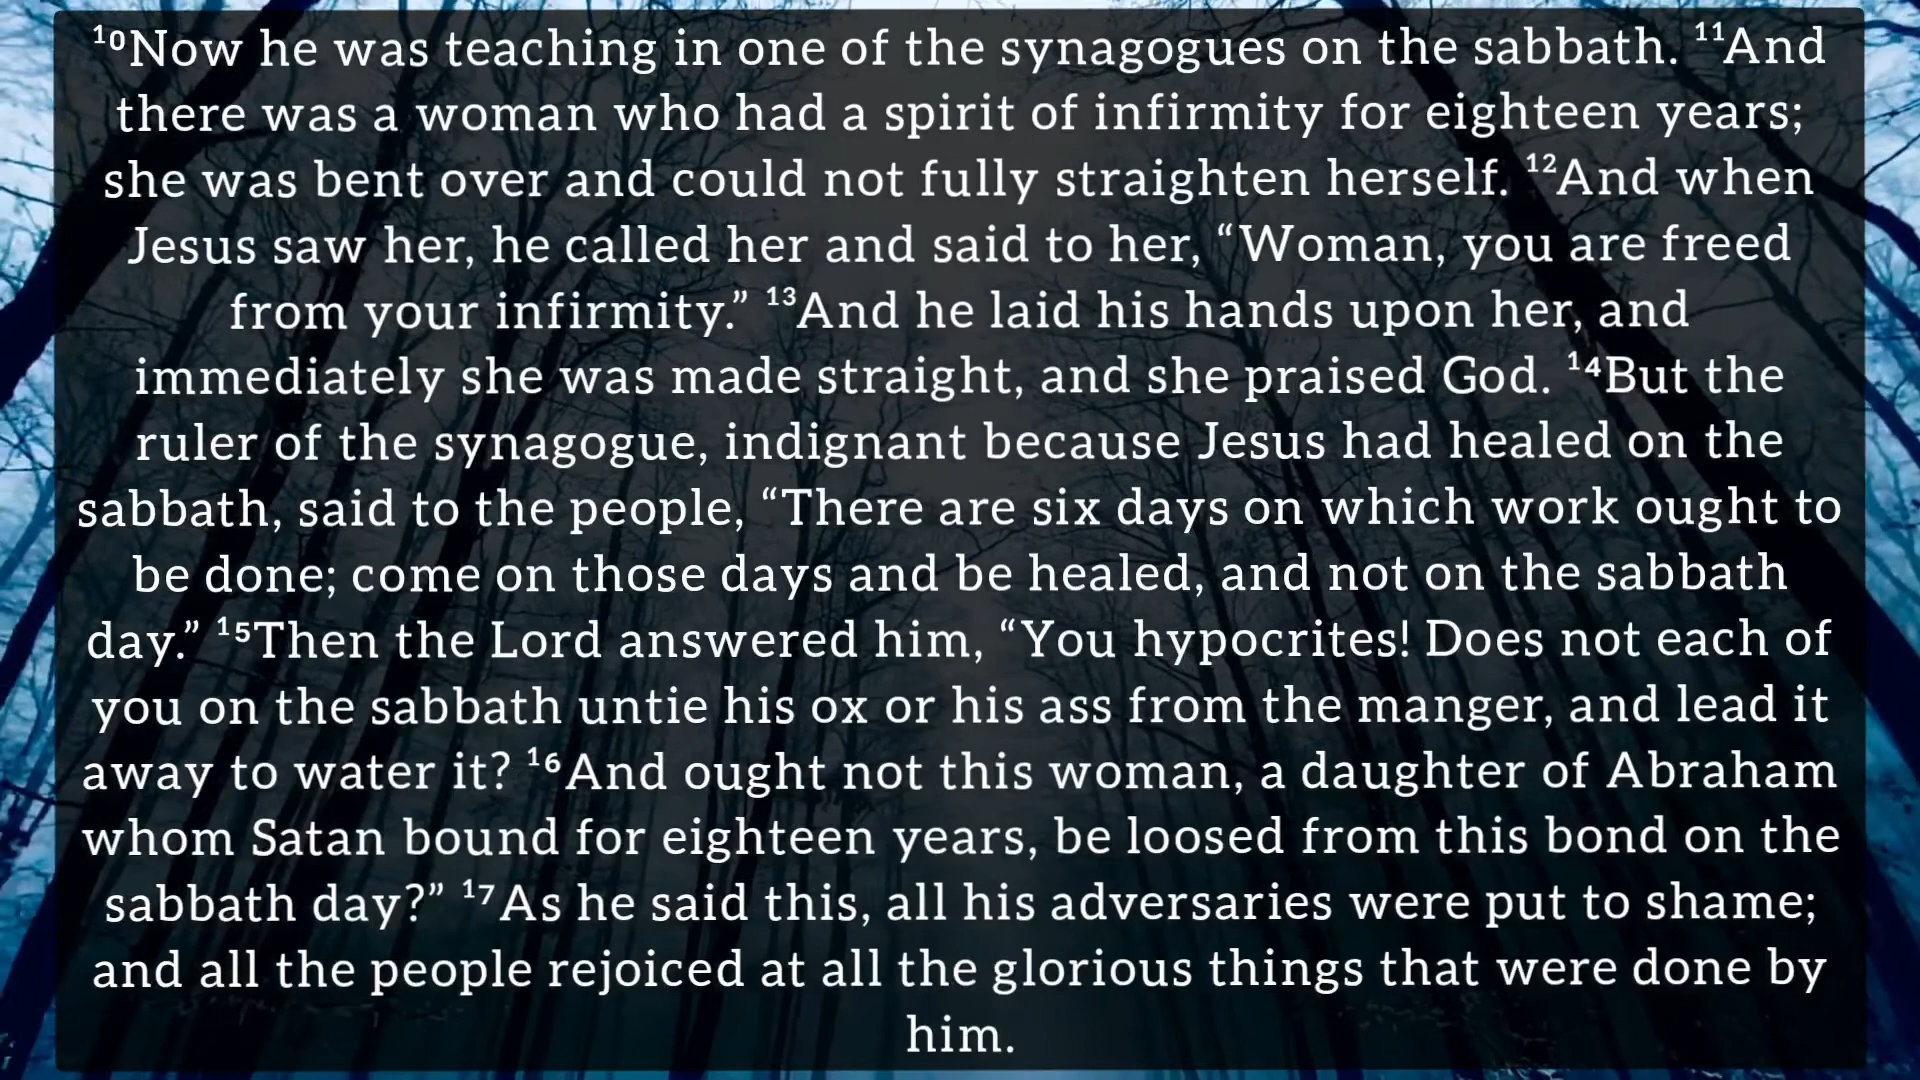 ¹⁰Now he was teaching in one of the synagogues on the sabbath. ¹¹And
there was a woman who had a spirit of infirmity for eighteen years;
she was bent over and could not fully straighten herself. ¹²And when
Jesus saw her, he called her and said to her, “Woman, you are freed
from your infirmity.” ¹³And he laid his hands upon her, and
immediately she was made straight, and she praised God. ¹⁴But the
ruler of the synagogue, indignant because Jesus had healed on the
sabbath, said to the people, “There are six days on which work ought to
be done; come on those days and be healed, and not on the sabbath
day.” ¹⁵Then the Lord answered him, “You hypocrites! Does not each of
you on the sabbath untie his ox or his ass from the manger, and lead it
away to water it? ¹⁶And ought not this woman, a daughter of Abraham
whom Satan bound for eighteen years, be loosed from this bond on the
sabbath day?” ¹⁷As he said this, all his adversaries were put to shame;
and all the people rejoiced at all the glorious things that were done by
him.